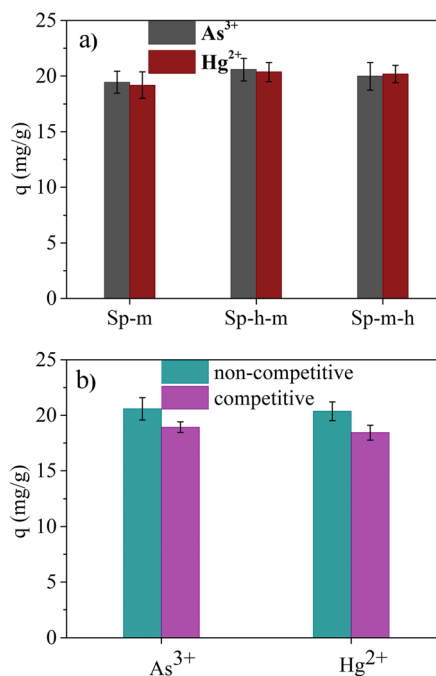 a)
As³⁺
Hg²⁺
25
20
15
10
5
0
q (mg/g)
Sp-m Sp-h-m Sp-m-h
b)
non-competitive
competitive
25
20
15
10
5
0
q (mg/g)
As³⁺ Hg²⁺